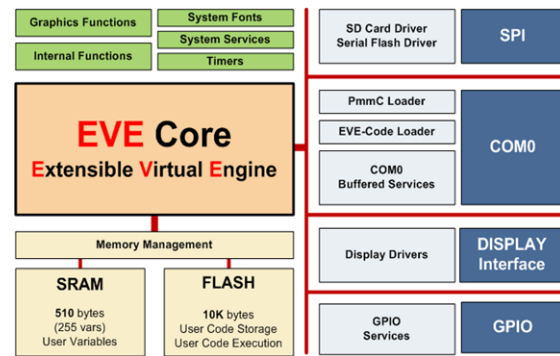 Graphics Functions
Internal Functions
System Fonts
System Services
Timers
EVE Core
Extensible Virtual Engine
Memory Management
SRAM
510 bytes
(255 vars)
User Variables
FLASH
10K bytes
User Code Storage
User Code Execution
SD Card Driver
Serial Flash Driver
SPI
PmmC Loader
EVE-Code Loader
COM0
Buffered Services
COM0
Display Drivers
DISPLAY
Interface
GPIO
Services
GPIO